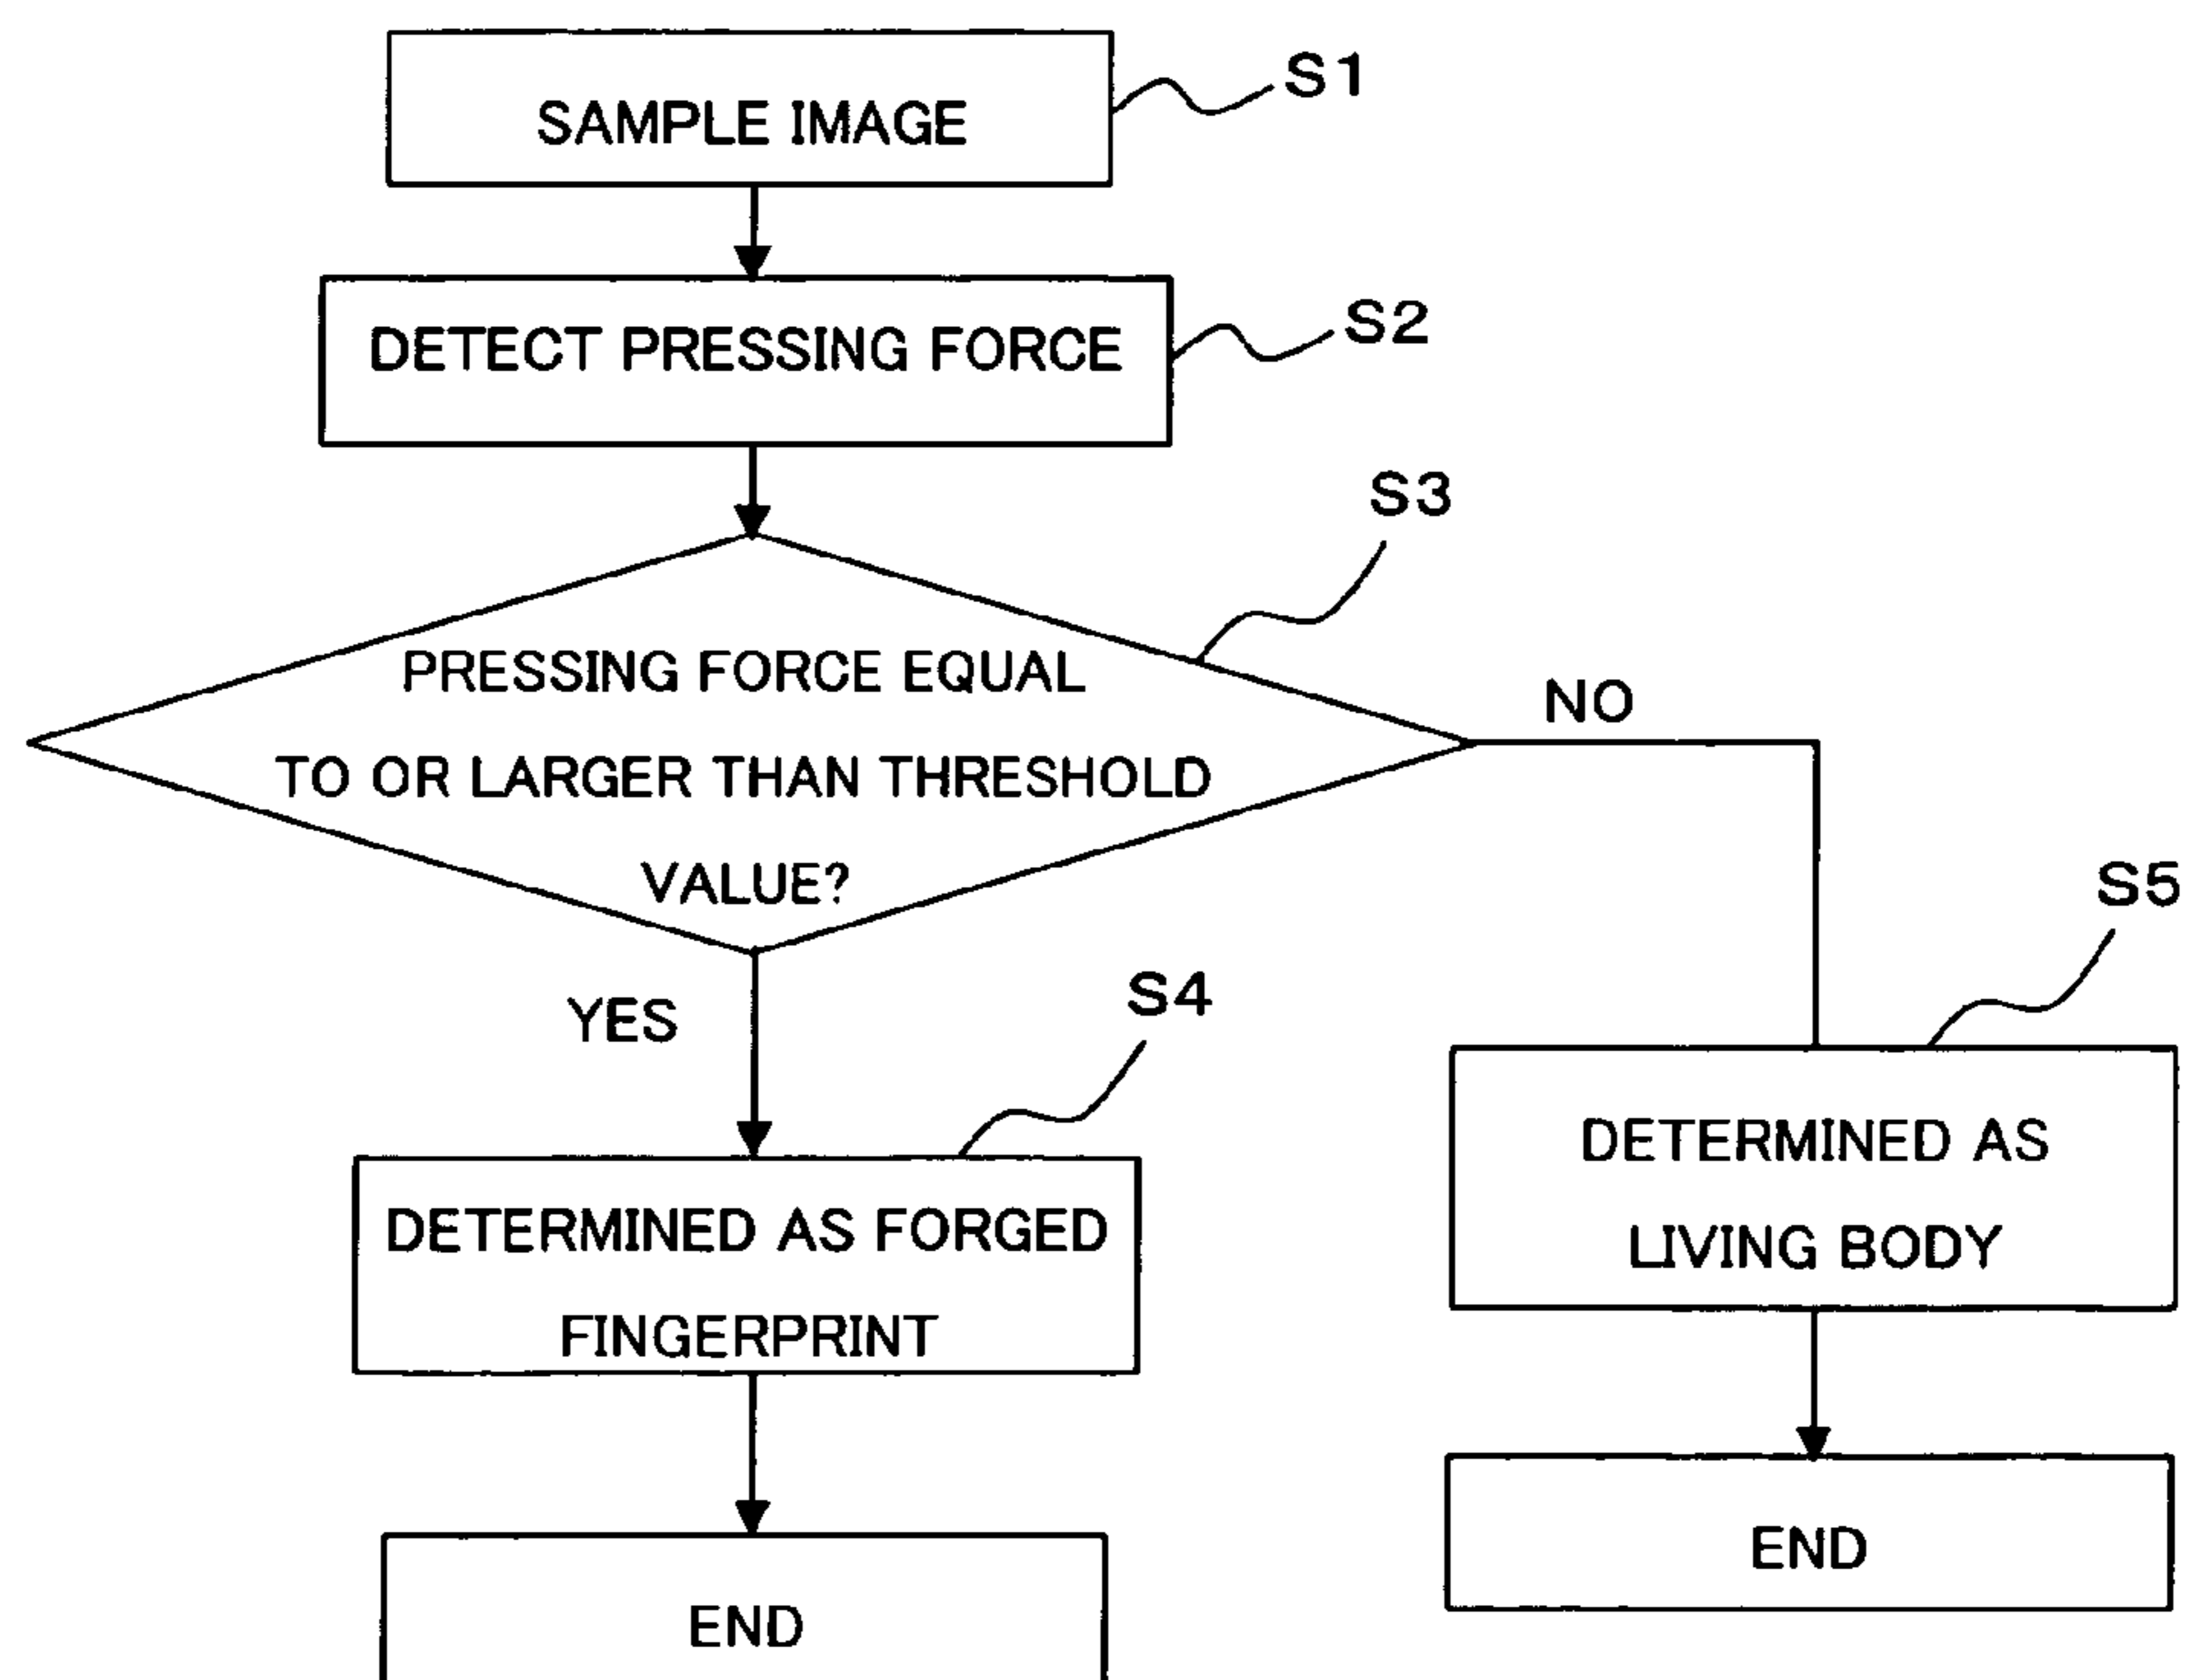 SAMPLE IMAGE
S1
DETECT PRESSING FORCE
S2
S3
PRESSING FORCE EQUAL
TO OR LARGER THAN THRESHOLD
VALUE?
NO
YES
S4
S5
DETERMINED AS FORGED
FINGERPRINT
DETERMINED AS
LIVING BODY
END
END